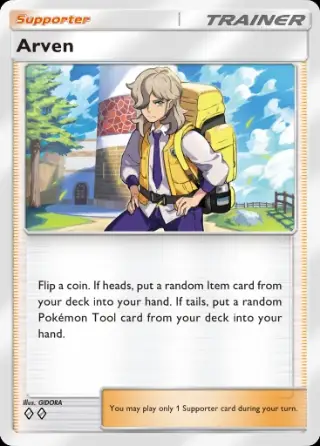 Supporter
TRAINER
Arven
Flip a coin. If heads, put a random Item card from
your deck into your hand. If tails, put a random
Pokémon Tool card from your deck into your
hand.
Illus. GIDORA
You may play only 1 Supporter card during your turn.